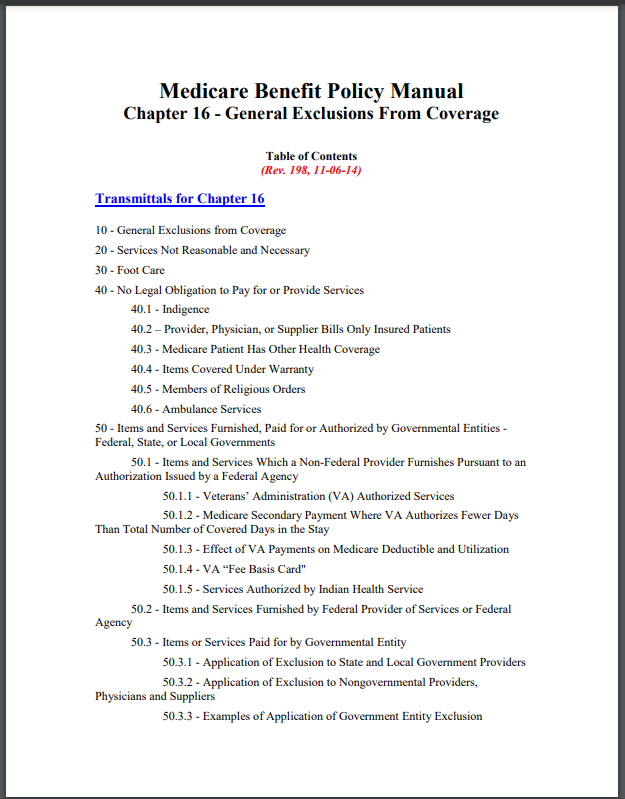 Medicare Benefit Policy Manual
Chapter 16 - General Exclusions From Coverage
Table of Contents
(Rev. 198, 11-06-14)
Transmittals for Chapter 16
10 - General Exclusions from Coverage
20 - Services Not Reasonable and Necessary
30 - Foot Care
40 - No Legal Obligation to Pay for or Provide Services
40.1 - Indigence
40.2 – Provider, Physician, or Supplier Bills Only Insured Patients
40.3 - Medicare Patient Has Other Health Coverage
40.4 - Items Covered Under Warranty
40.5 - Members of Religious Orders
40.6 - Ambulance Services
50 - Items and Services Furnished, Paid for or Authorized by Governmental Entities -
Federal, State, or Local Governments
50.1 - Items and Services Which a Non-Federal Provider Furnishes Pursuant to an
Authorization Issued by a Federal Agency
50.1.1 - Veterans’ Administration (VA) Authorized Services
50.1.2 - Medicare Secondary Payment Where VA Authorizes Fewer Days
Than Total Number of Covered Days in the Stay
50.1.3 - Effect of VA Payments on Medicare Deductible and Utilization
50.1.4 - VA “Fee Basis Card"
50.1.5 - Services Authorized by Indian Health Service
50.2 - Items and Services Furnished by Federal Provider of Services or Federal
Agency
50.3 - Items or Services Paid for by Governmental Entity
50.3.1 - Application of Exclusion to State and Local Government Providers
50.3.2 - Application of Exclusion to Nongovernmental Providers,
Physicians and Suppliers
50.3.3 - Examples of Application of Government Entity Exclusion